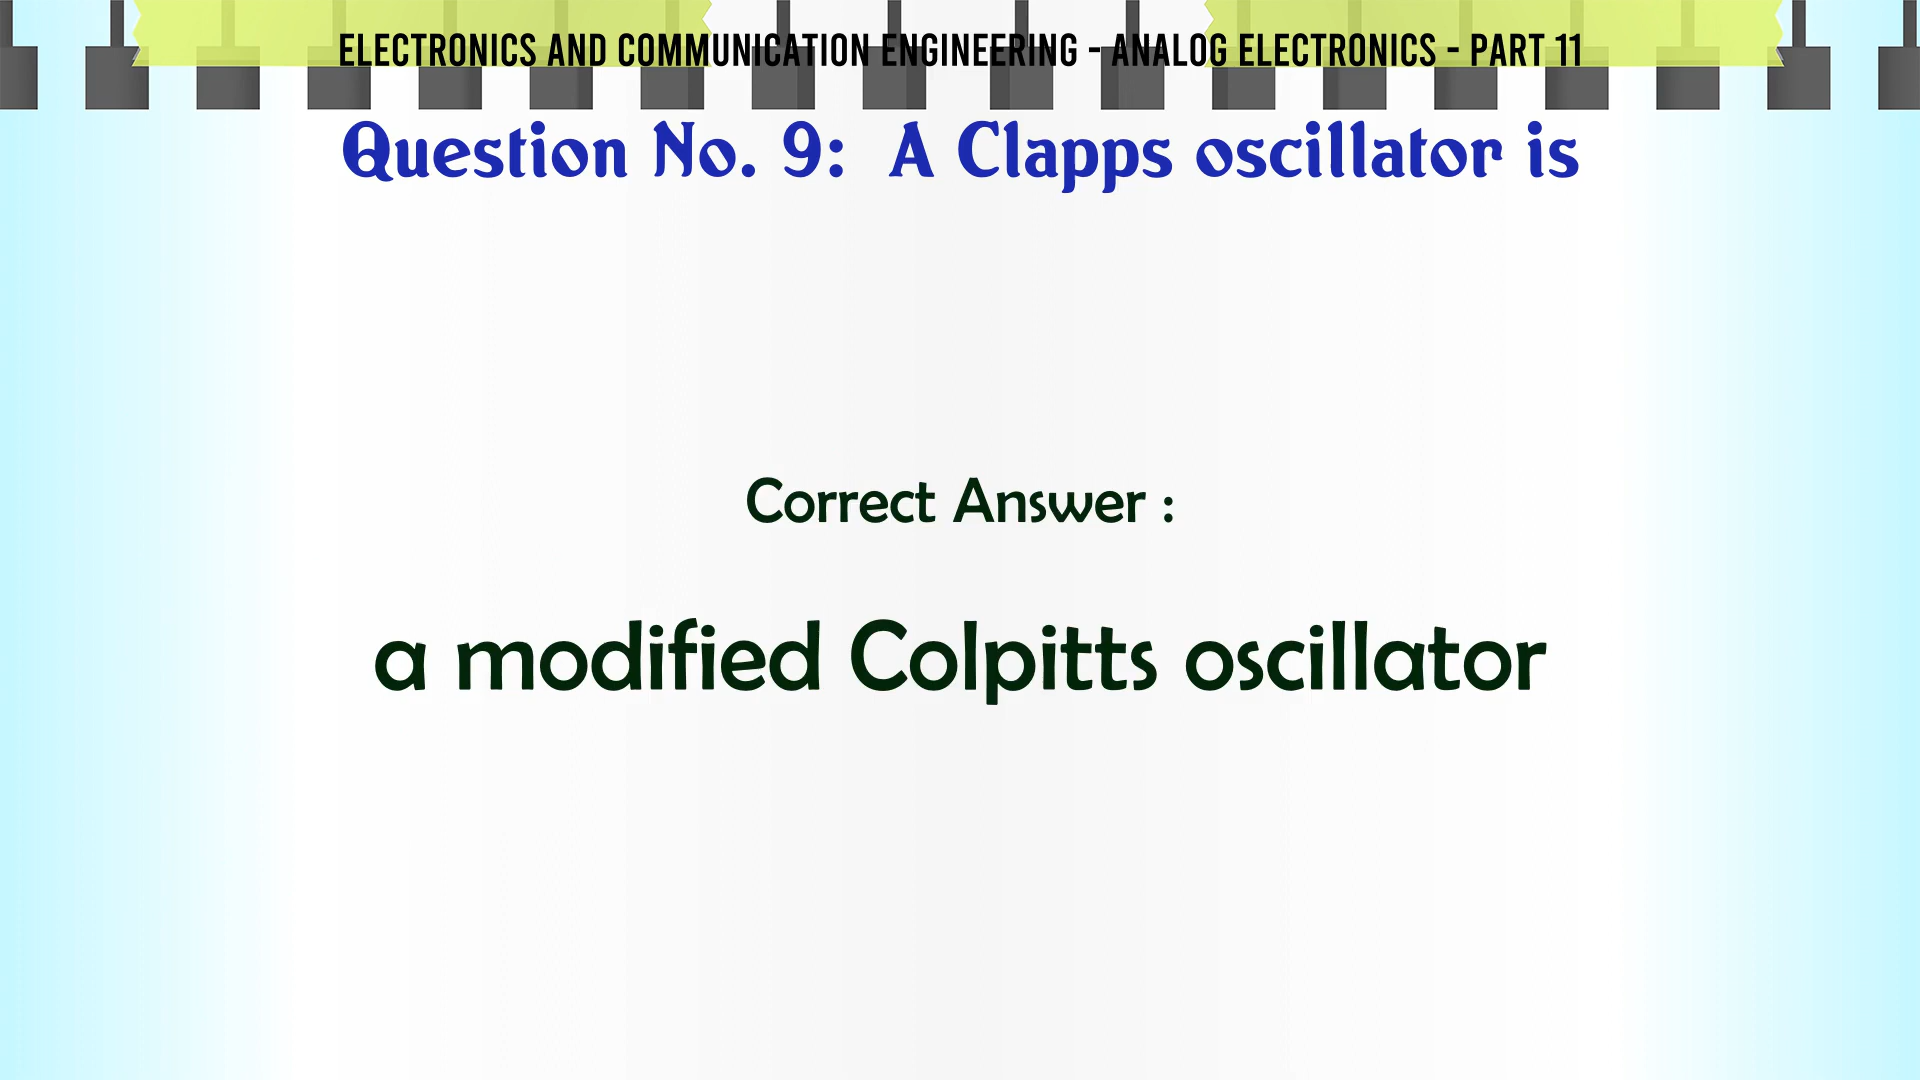 ELECTRONICS AND COMMUNICATION ENGINEERING - ANALOG ELECTRONICS - PART 11
Question No. 9: A Clapps oscillator is
Correct Answer :
a modified Colpitts oscillator